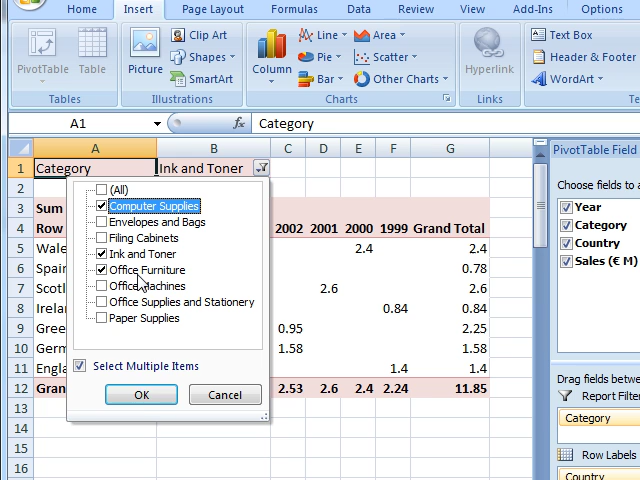 Home Insert Page Layout Formulas Data Review View Add-Ins Options
PivotTable Table Picture Clip Art Shapes SmartArt Column Line Pie Bar Area Scatter Other Charts Hyperlink Text Box Header & Footer WordArt
Tables Illustrations Charts Links
A1 fx Category
A B C D E F G
1 Category Ink and Toner
2
3 Sum
4 Row 2002 2001 2000 1999 Grand Total
5 Wale 2.4 2.4
6 Spain 0.78
7 Scotl 2.6 2.6
8 Irelan 0.84 0.84
9 Gree 0.95 2.25
10 Germ 1.58 1.58
11 Engla 1.4 1.4
12 Gran 2.53 2.6 2.4 2.24 11.85
13
14
15
16
(All)
Computer Supplies
Envelopes and Bags
Filing Cabinets
Ink and Toner
Office Furniture
Office Machines
Office Supplies and Stationery
Paper Supplies
Select Multiple Items
OK Cancel
PivotTable Field
Choose fields to a
Year
Category
Country
Sales (£ M)
Drag fields betwe
Report Filter
Category
Row Labels
Country